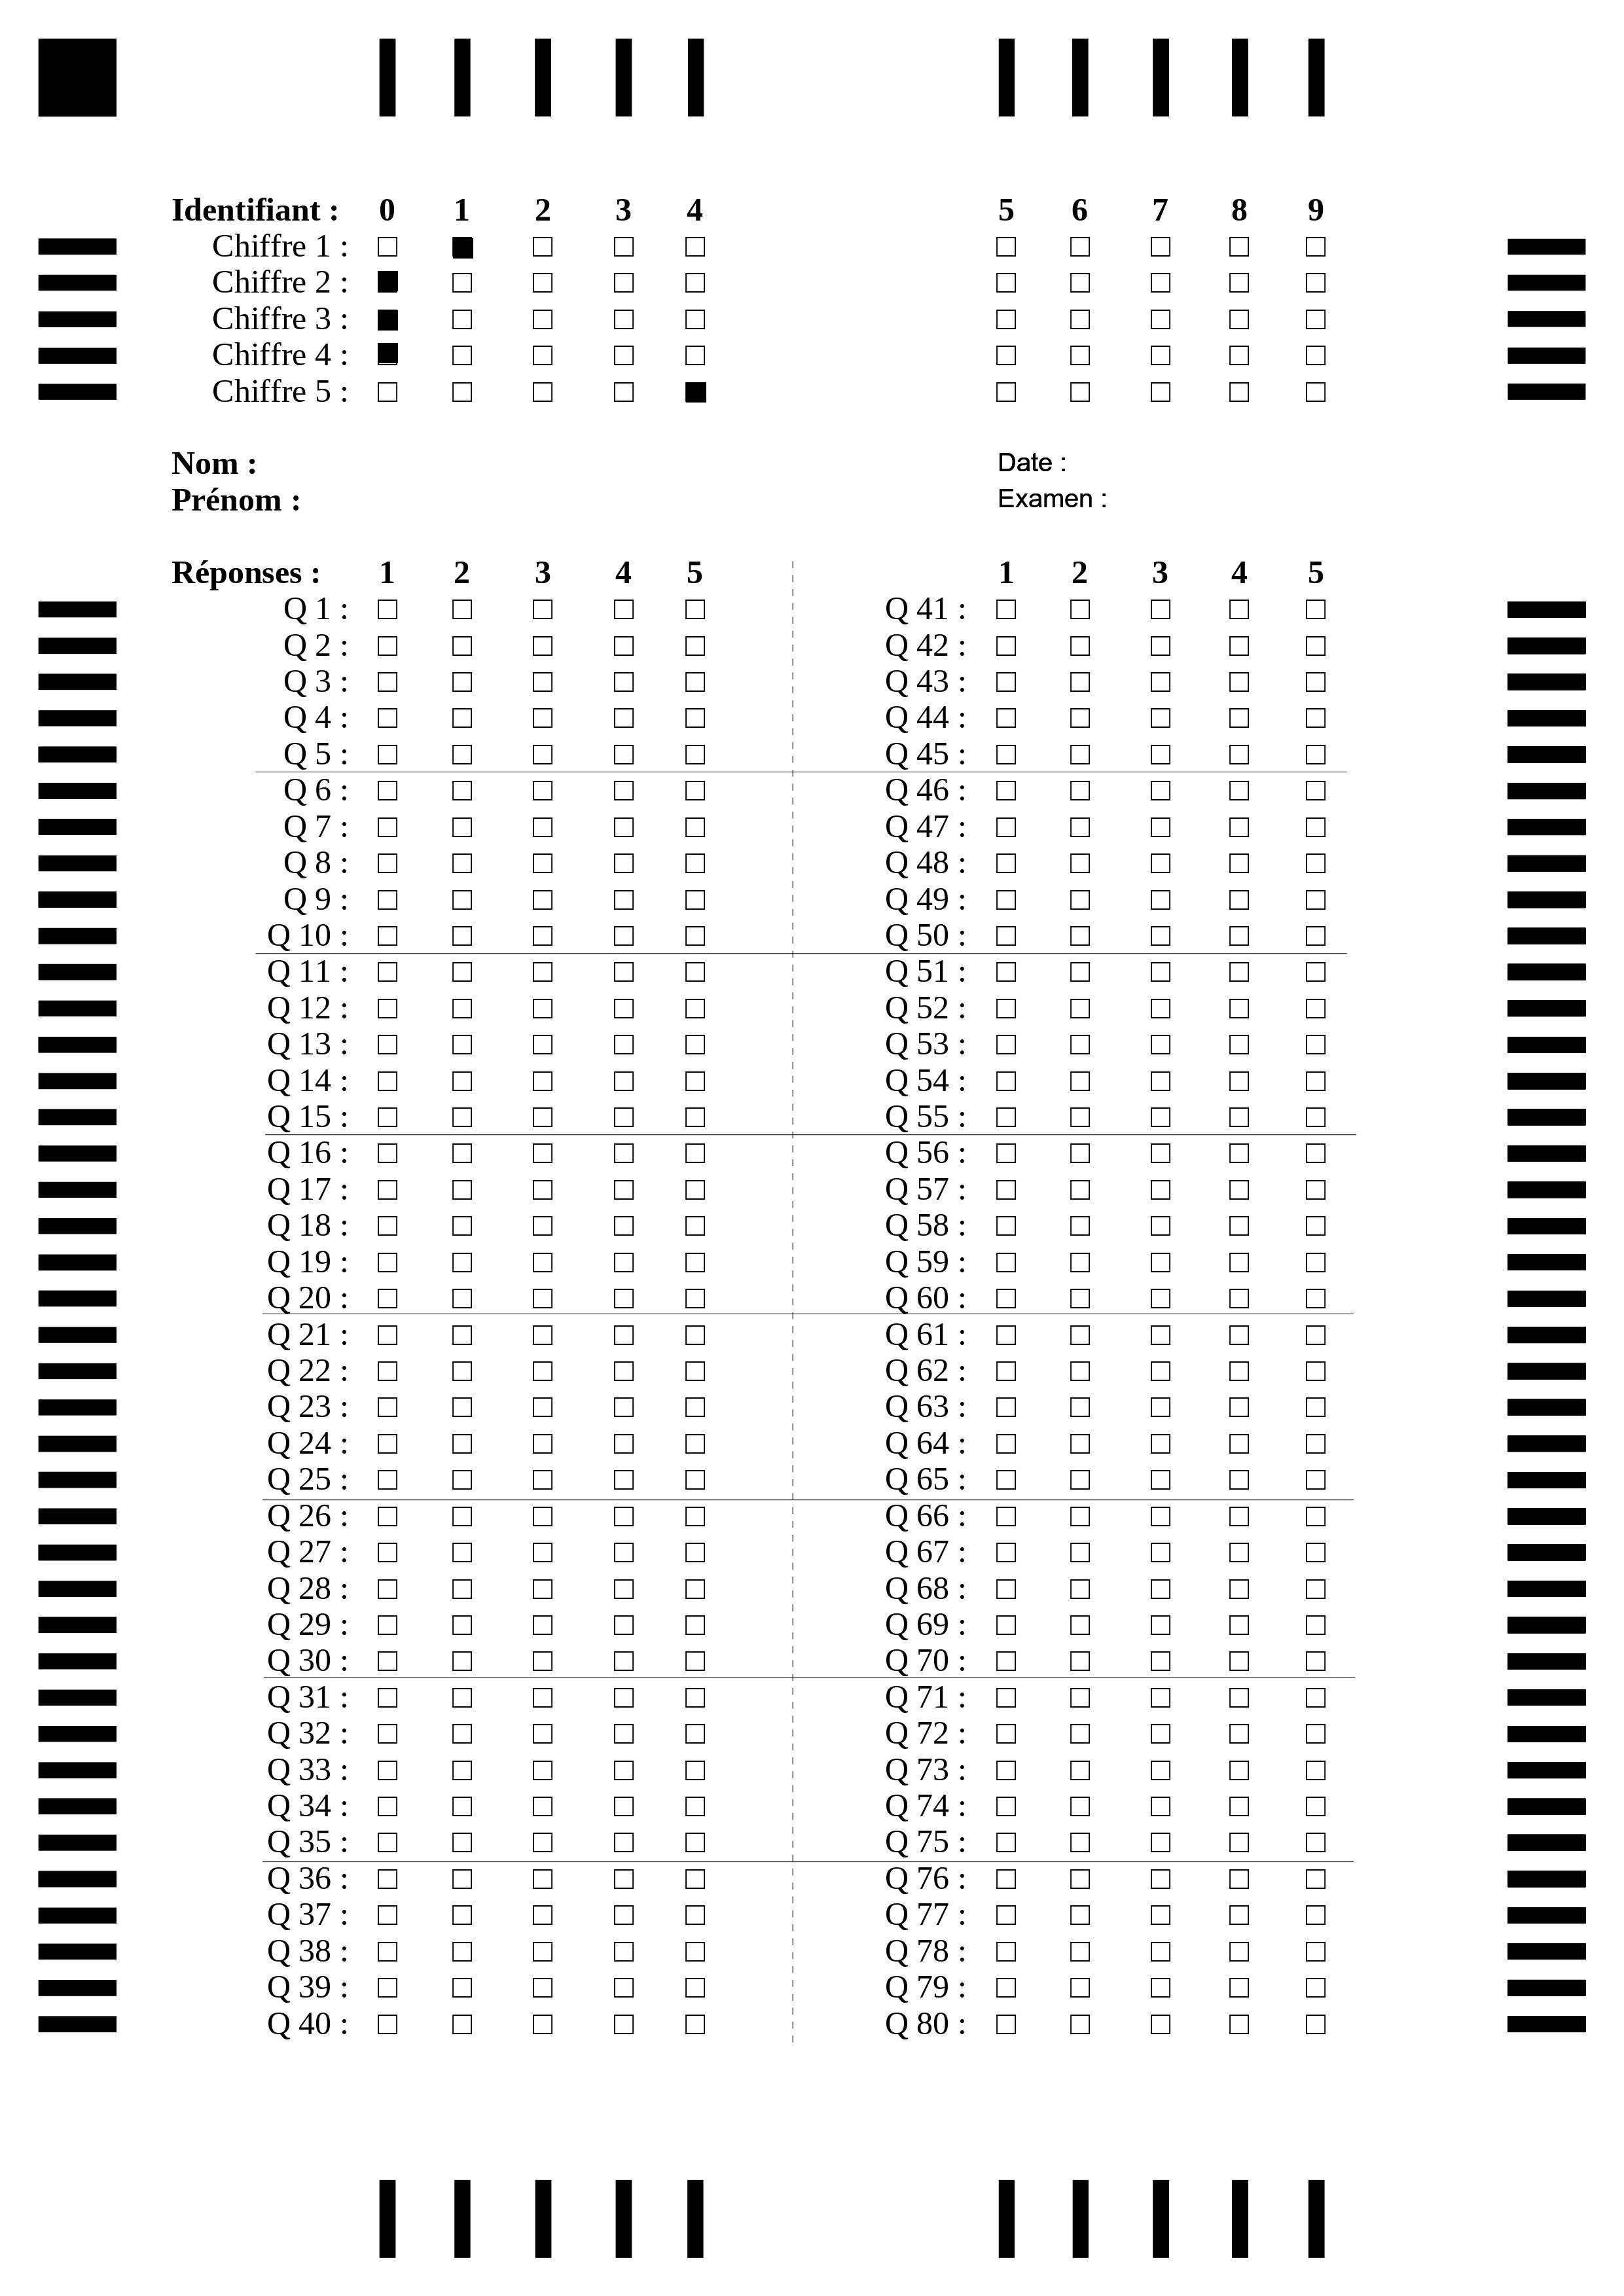 Identifiant : 0 1 2 3 4 5 6 7 8 9
Chiffre 1 :
Chiffre 2 :
Chiffre 3 :
Chiffre 4 :
Chiffre 5 :
Nom : Date :
Prénom : Examen :
Réponses : 1 2 3 4 5 1 2 3 4 5
Q 1 : Q 41 :
Q 2 : Q 42 :
Q 3 : Q 43 :
Q 4 : Q 44 :
Q 5 : Q 45 :
Q 6 : Q 46 :
Q 7 : Q 47 :
Q 8 : Q 48 :
Q 9 : Q 49 :
Q 10 : Q 50 :
Q 11 : Q 51 :
Q 12 : Q 52 :
Q 13 : Q 53 :
Q 14 : Q 54 :
Q 15 : Q 55 :
Q 16 : Q 56 :
Q 17 : Q 57 :
Q 18 : Q 58 :
Q 19 : Q 59 :
Q 20 : Q 60 :
Q 21 : Q 61 :
Q 22 : Q 62 :
Q 23 : Q 63 :
Q 24 : Q 64 :
Q 25 : Q 65 :
Q 26 : Q 66 :
Q 27 : Q 67 :
Q 28 : Q 68 :
Q 29 : Q 69 :
Q 30 : Q 70 :
Q 31 : Q 71 :
Q 32 : Q 72 :
Q 33 : Q 73 :
Q 34 : Q 74 :
Q 35 : Q 75 :
Q 36 : Q 76 :
Q 37 : Q 77 :
Q 38 : Q 78 :
Q 39 : Q 79 :
Q 40 : Q 80 :